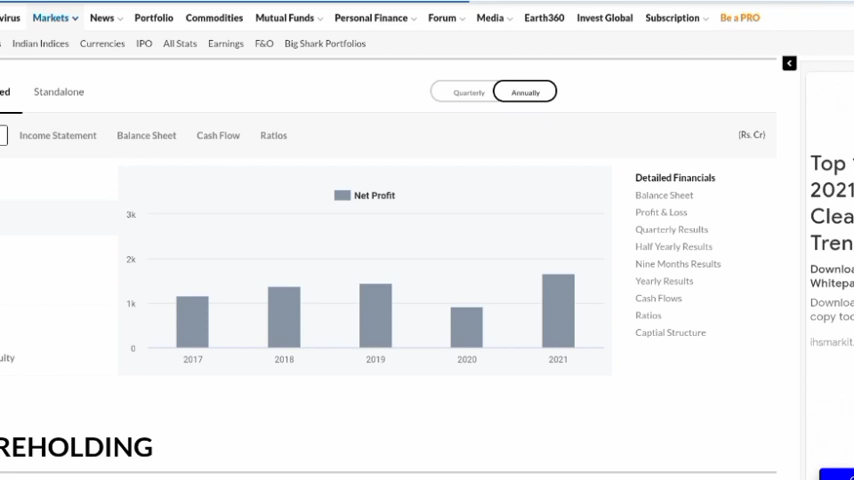 virus Markets News Portfolio Commodities Mutual Funds Personal Finance Forum Media Earth360 Invest Global Subscription Be a PRO
s Indian Indices Currencies IPO All Stats Earnings F&O Big Shark Portfolios
ed Standalone Quarterly Annually
Income Statement Balance Sheet Cash Flow Ratios (Rs. Cr)
Net Profit
3k
2k
1k
0
2017 2018 2019 2020 2021
uity
Detailed Financials
Balance Sheet
Profit & Loss
Quarterly Results
Half Yearly Results
Nine Months Results
Yearly Results
Cash Flows
Ratios
Captial Structure
REHOLDING
Top
2021
Clea
Tren
Downloa
Whitepa
Downloa
copy too
ihsmarkit.